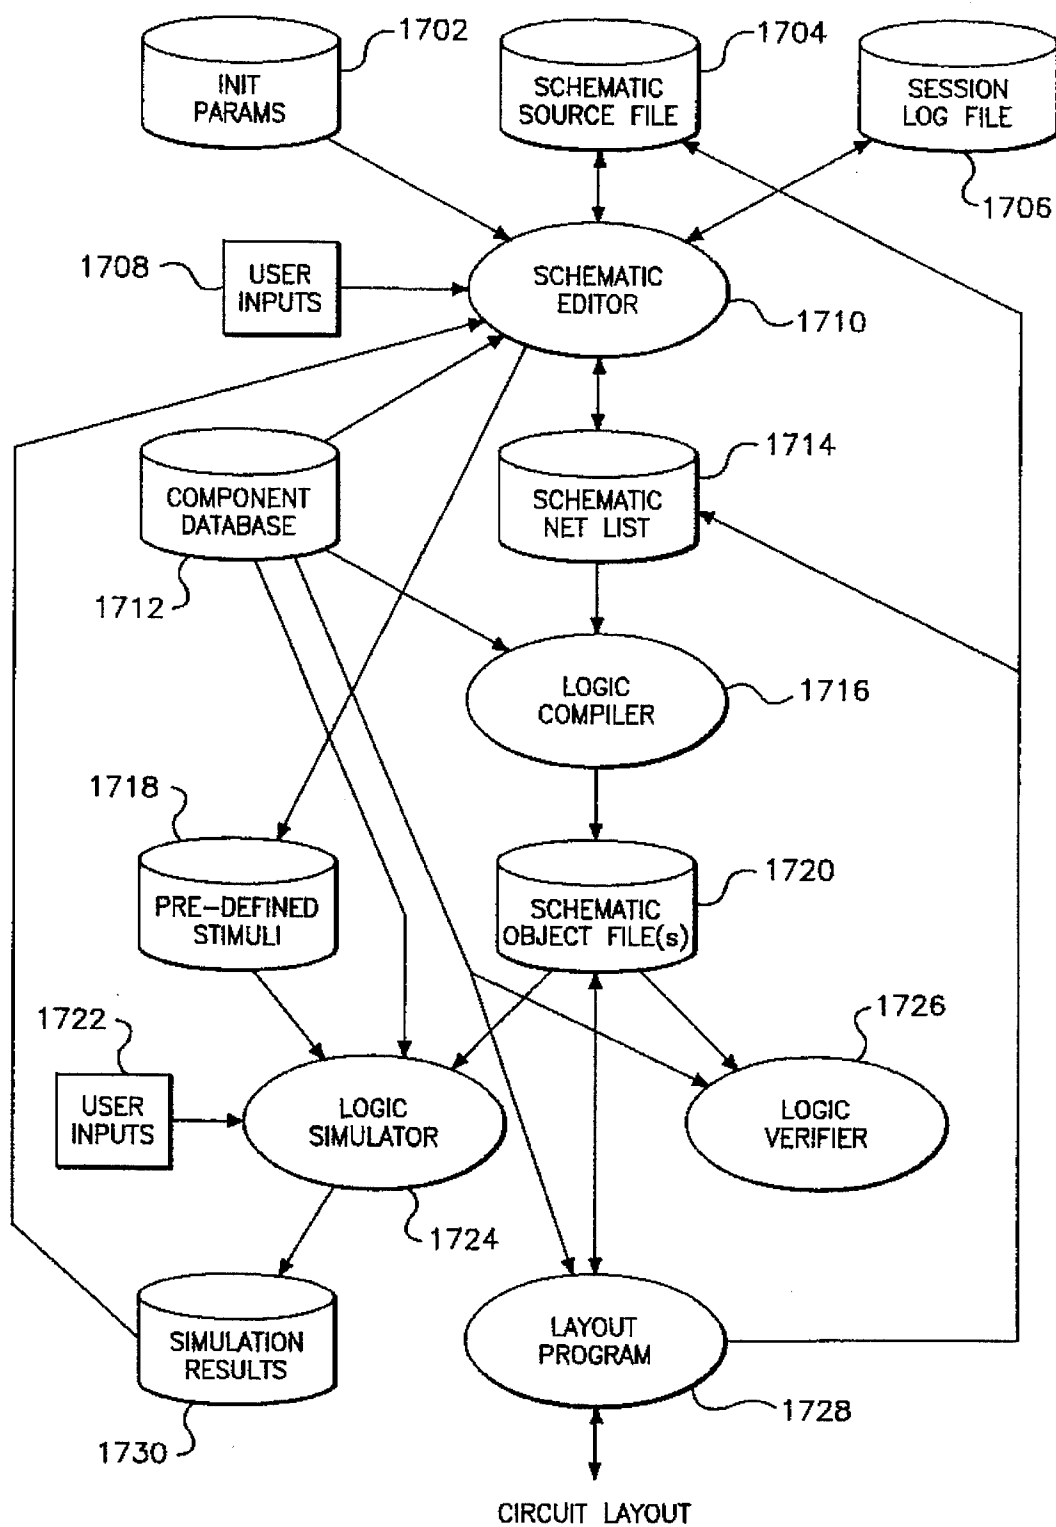 1702
INIT
PARAMS
1704
SCHEMATIC
SOURCE FILE
SESSION
LOG FILE
1706
1708
USER
INPUTS
SCHEMATIC
EDITOR
1710
COMPONENT
DATABASE
1712
1714
SCHEMATIC
NET LIST
LOGIC
COMPILER
1716
1718
PRE-DEFINED
STIMULI
1720
SCHEMATIC
OBJECT FILE(s)
1722
USER
INPUTS
LOGIC
SIMULATOR
1724
1726
LOGIC
VERIFIER
SIMULATION
RESULTS
1730
LAYOUT
PROGRAM
1728
CIRCUIT LAYOUT